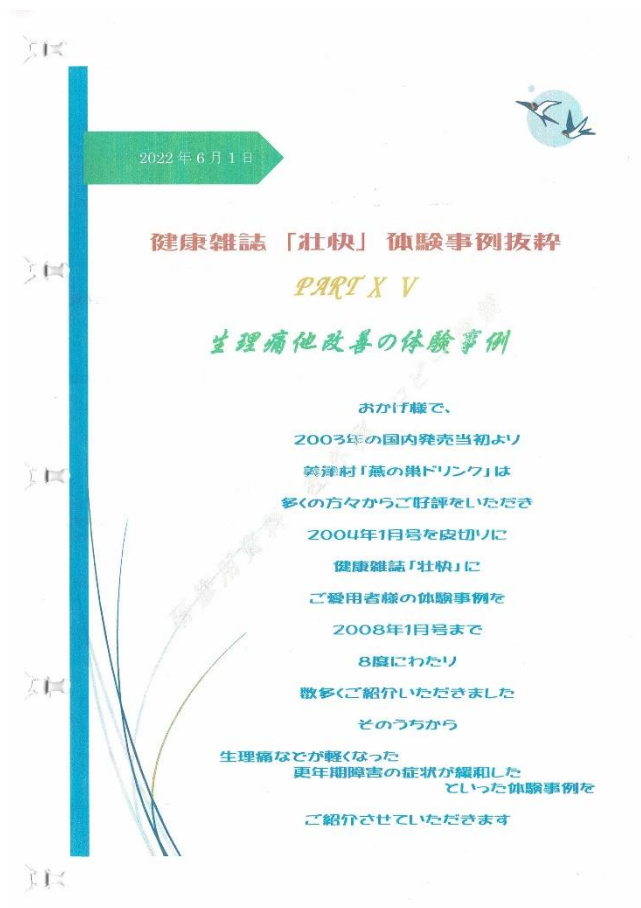 2022年6月1日
健康雑誌「壮快」体験事例抜粋
PART X V
生理痛他改善の体験事例
おかげ様で、
2003年の国内発売当初より
美津村「燕の巣ドリンク」は
多くの方々からご好評をいただき
2004年1月号を皮切りに
健康雑誌「壮快」に
ご愛用者様の体験事例を
2008年1月号まで
8度にわたり
数多くご紹介いただきました
そのうちから
生理痛などが軽くなった
更年期障害の症状が緩和した
といった体験事例を
ご紹介させていただきます